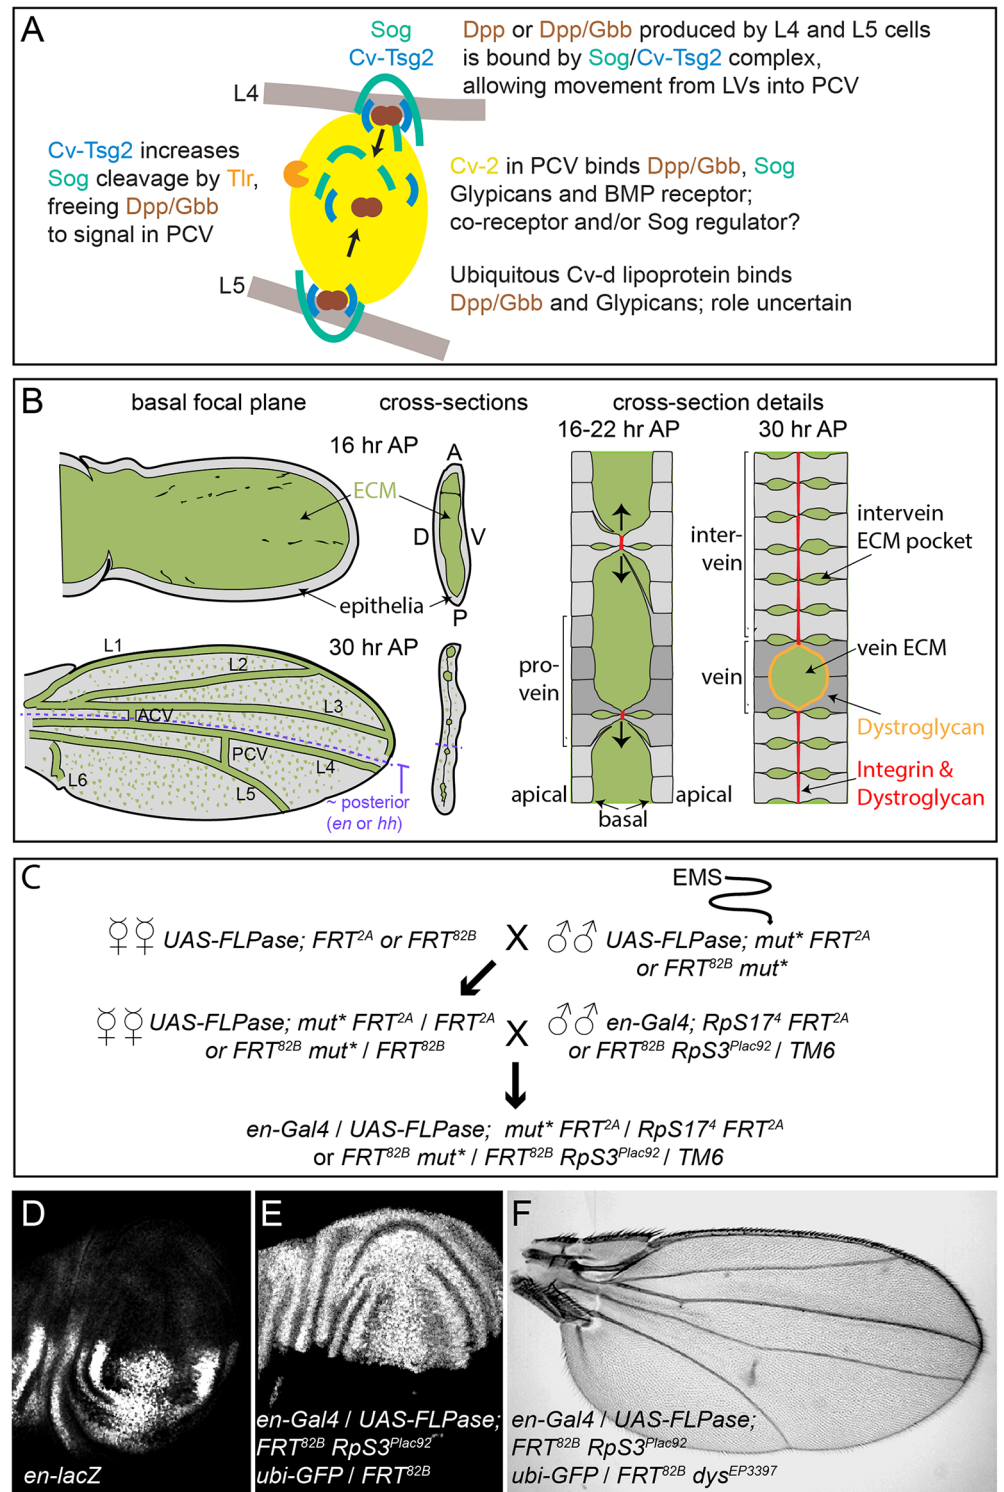 A
Sog
Cv-Tsg2
Dpp or Dpp/Gbb produced by L4 and L5 cells
is bound by Sog/Cv-Tsg2 complex,
allowing movement from LVs into PCV
L4
Cv-Tsg2 increases
Sog cleavage by Tlr,
freeing Dpp/Gbb
to signal in PCV
Cv-2 in PCV binds Dpp/Gbb, Sog
Glypicans and BMP receptor;
co-receptor and/or Sog regulator?
L5
Ubiquitous Cv-d lipoprotein binds
Dpp/Gbb and Glypicans; role uncertain
B
basal focal plane
cross-sections
cross-section details
16 hr AP
16-22 hr AP
30 hr AP
A
ECM
D
V
epithelia
P
inter-
vein
intervein
ECM pocket
30 hr AP
L1
L2
L3
ACV
PCV
L4
L5
L6
~ posterior
(en or hh)
pro-
vein
vein
vein ECM
Dystroglycan
Integrin &
Dystroglycan
apical
apical
basal
C
EMS
☿☿ UAS-FLPase; FRT2A or FRT82B
X
♂♂ UAS-FLPase; mut* FRT2A
or FRT82B mut*
☿☿ UAS-FLPase; mut* FRT2A / FRT2A
or FRT82B mut* / FRT82B
X
♂♂ en-Gal4; RpS174 FRT2A
or FRT82B RpS3Plac92 / TM6
en-Gal4 / UAS-FLPase; mut* FRT2A / RpS174 FRT2A
or FRT82B mut* / FRT82B RpS3Plac92 / TM6
D
en-lacZ
E
en-Gal4 / UAS-FLPase;
FRT82B RpS3Plac92
ubi-GFP / FRT82B
F
en-Gal4 / UAS-FLPase;
FRT82B RpS3Plac92
ubi-GFP / FRT82B dysEP3397